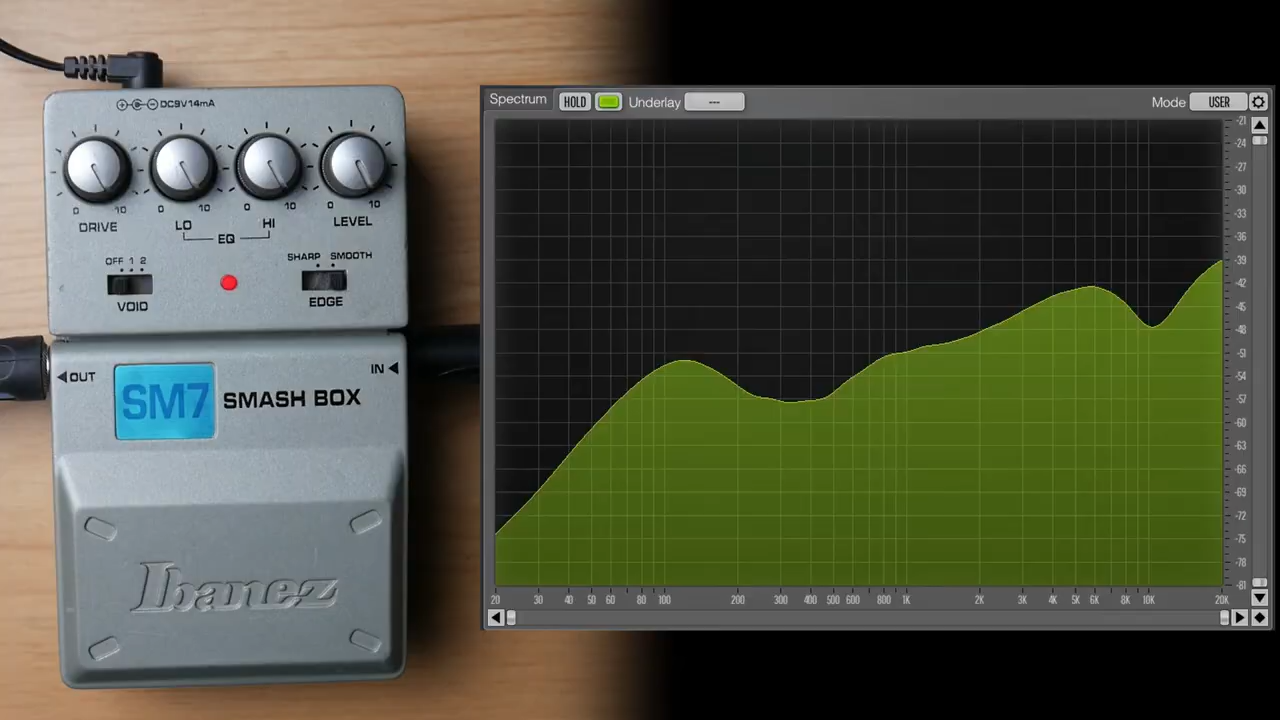 DC9V14mA
0 10 0 10 0 10 0 10
DRIVE LO HI LEVEL
EQ
OFF 1 2 SHARP SMOOTH
VOID EDGE
OUT IN
SM7 SMASH BOX
Ibanez
Spectrum HOLD Underlay --- Mode USER
-21
-24
-27
-30
-33
-36
-39
-42
-45
-48
-51
-54
-57
-60
-63
-66
-69
-72
-75
-78
-81
20 30 40 50 60 80 100 200 300 400 500 600 800 1K 2K 3K 4K 5K 6K 8K 10K 20K